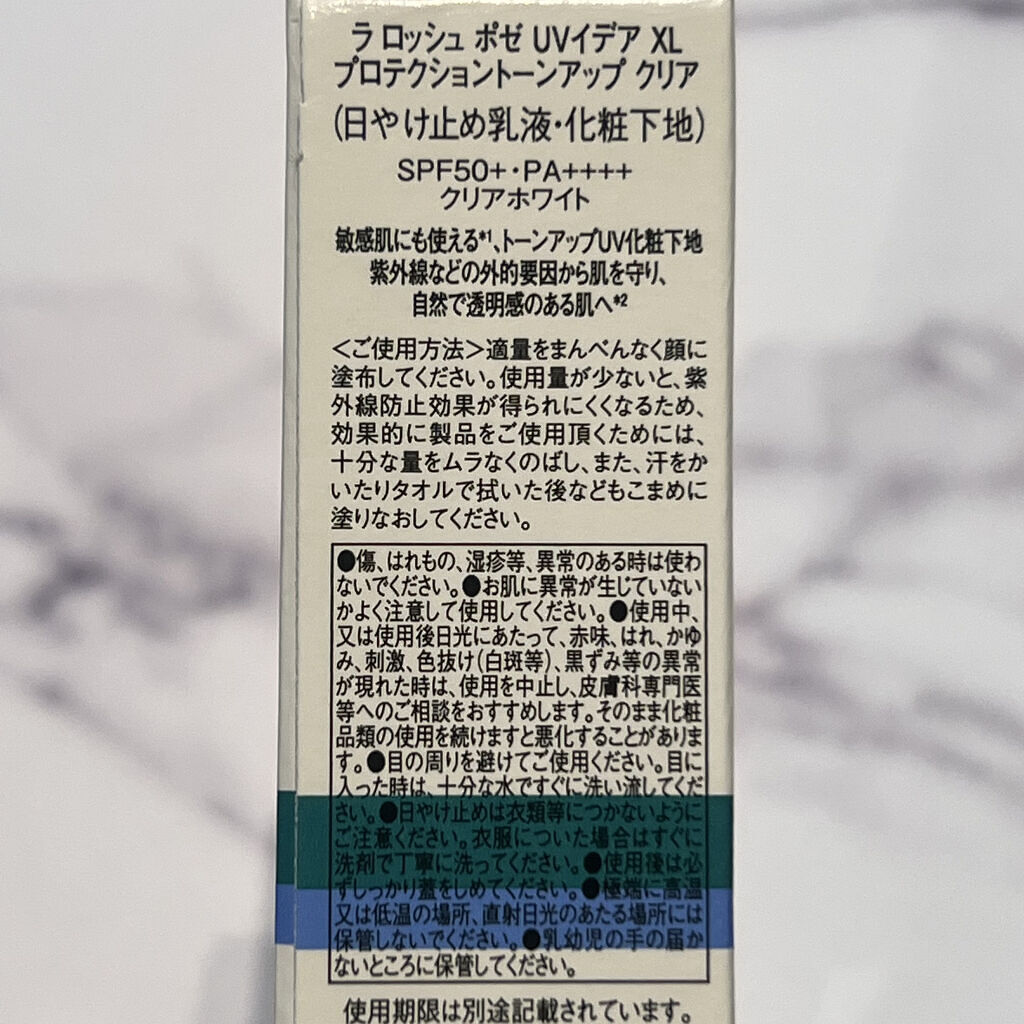 ラ ロッシュ ポゼ UVイデア XL
プロテクショントーンアップ クリア
(日やけ止め乳液・化粧下地)
SPF50+・PA++++
クリアホワイト
敏感肌にも使える*1、トーンアップUV化粧下地
紫外線などの外的要因から肌を守り、
自然で透明感のある肌へ*2
＜ご使用方法＞適量をまんべんなく顔に
塗布してください。使用量が少ないと、紫
外線防止効果が得られにくくなるため、
効果的に製品をご使用頂くためには、
十分な量をムラなくのばし、また、汗をか
いたりタオルで拭いた後などもこまめに
塗りなおしてください。
●傷、はれもの、湿疹等、異常のある時は使わ
ないでください。●お肌に異常が生じていない
かよく注意して使用してください。●使用中、
又は使用後日光にあたって、赤味、はれ、かゆ
み、刺激、色抜け(白斑等)、黒ずみ等の異常
が現れた時は、使用を中止し、皮膚科専門医
等へのご相談をおすすめします。そのまま化粧
品類の使用を続けますと悪化することがありま
す。●目の周りを避けてご使用ください。目に
入った時は、十分な水ですぐに洗い流してくだ
さい。●日やけ止めは衣類等につかないように
ご注意ください。衣服についた場合はすぐに
洗剤で丁寧に洗ってください。●使用後は必
ずしっかり蓋をしめてください。●極端に高温
又は低温の場所、直射日光のあたる場所には
保管しないでください。●乳幼児の手の届か
ないところに保管してください。
使用期限は別途記載されています。